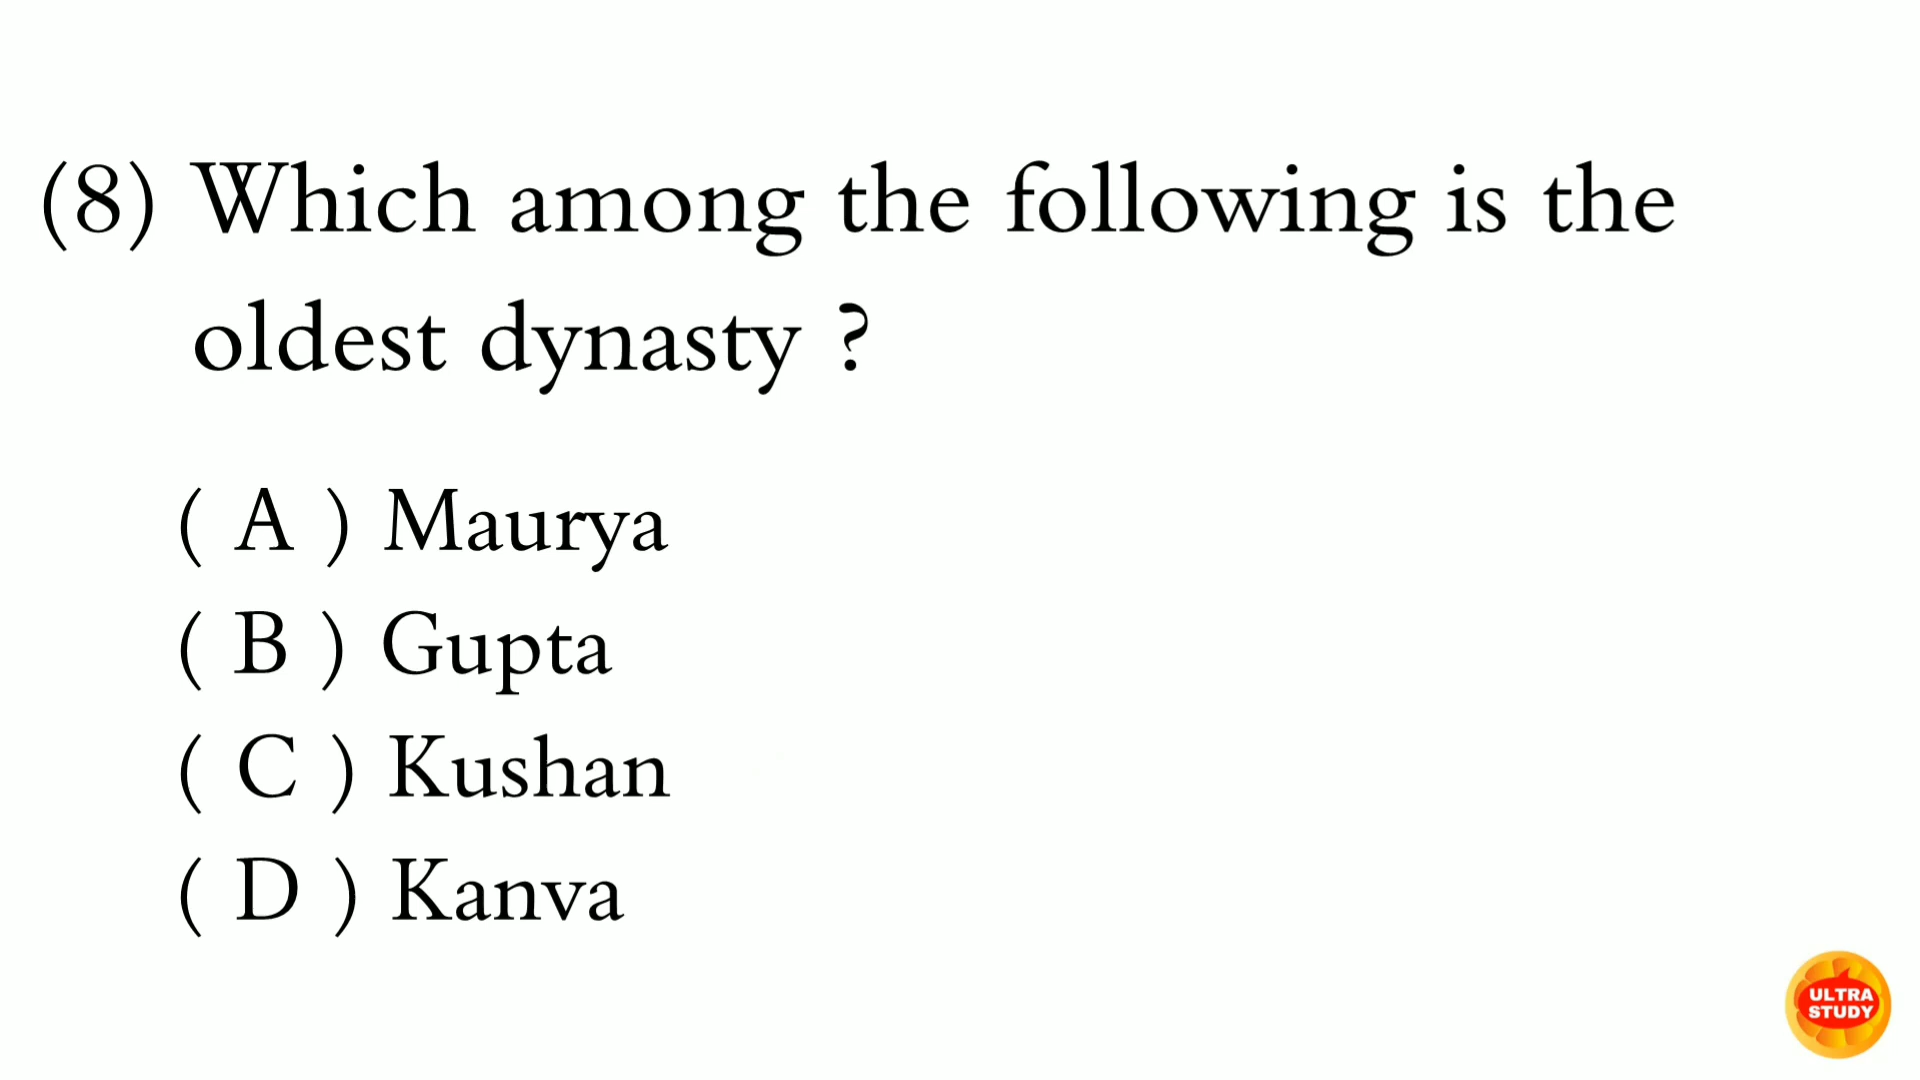 (8) Which among the following is the
oldest dynasty ?
( A ) Maurya
( B ) Gupta
( C ) Kushan
( D ) Kanva
ULTRA
STUDY